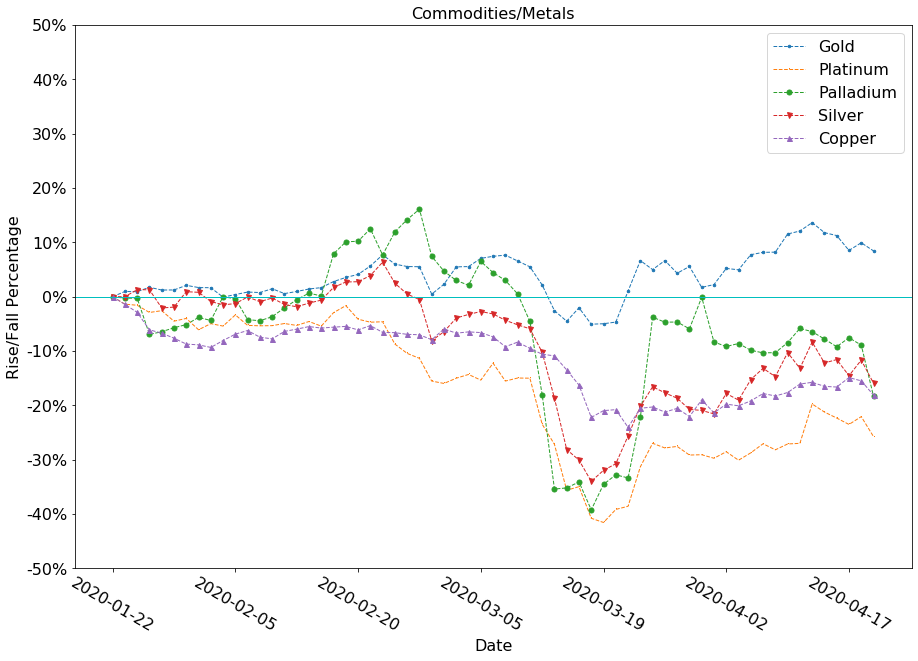 Commodities/Metals
50%
40%
30%
20%
10%
0%
-10%
-20%
-30%
-40%
-50%
Rise/Fall Percentage
Gold
Platinum
Palladium
Silver
Copper
2020-01-22
2020-02-05
2020-02-20
2020-03-05
2020-03-19
2020-04-02
2020-04-17
Date